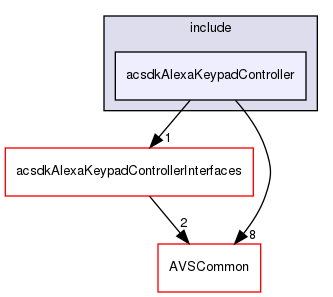 include
acsdkAlexaKeypadController
1
acsdkAlexaKeypadControllerInterfaces
2
8
AVSCommon